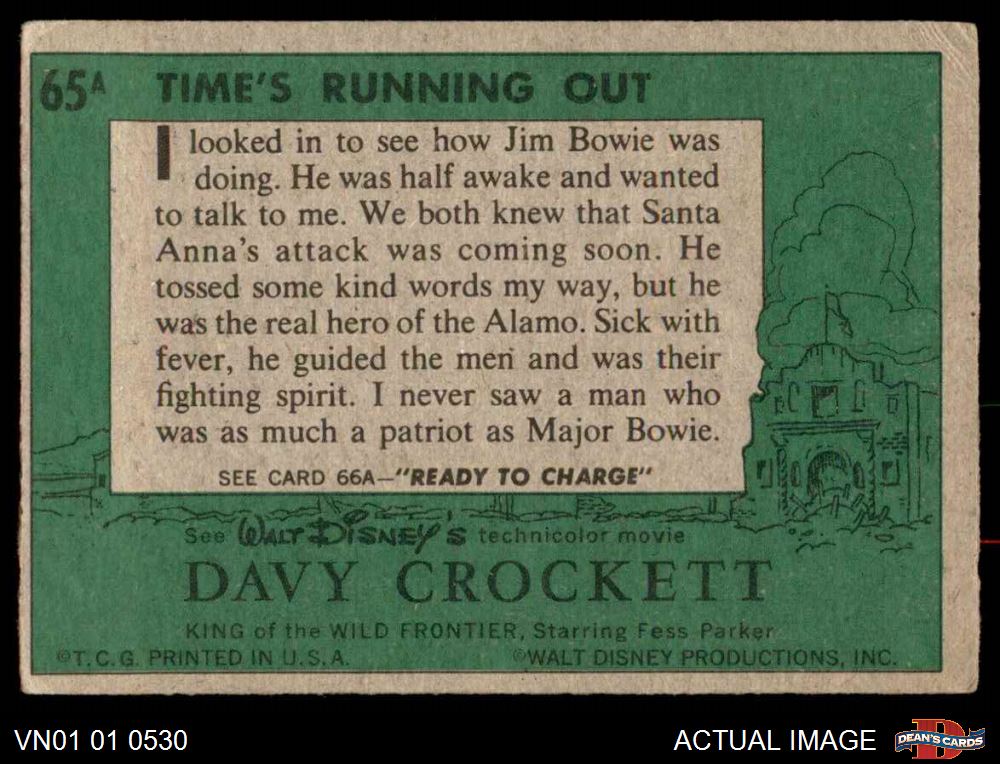 65A TIME'S RUNNING OUT
I looked in to see how Jim Bowie was
doing. He was half awake and wanted
to talk to me. We both knew that Santa
Anna's attack was coming soon. He
tossed some kind words my way, but he
was the real hero of the Alamo. Sick with
fever, he guided the men and was their
fighting spirit. I never saw a man who
was as much a patriot as Major Bowie.
SEE CARD 66A—"READY TO CHARGE"
See WALT DISNEY'S technicolor movie
DAVY CROCKETT
KING of the WILD FRONTIER, Starring Fess Parker
©T.C.G. PRINTED IN U.S.A. ©WALT DISNEY PRODUCTIONS, INC.
VN01 01 0530 ACTUAL IMAGE D DEAN'S CARDS